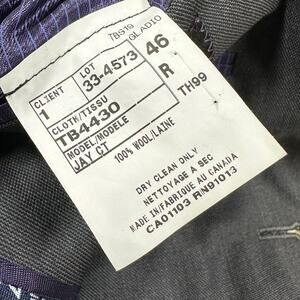 TB919 GLADIO
CLIENT LOT
1 33-4573 46
CLOTH/TISSU
TB4430 R
MODEL/MODELE
JAY CT TH99
100% WOOL/LAINE
DRY CLEAN ONLY
NETTOYAGE A SEC
MADE IN/FABRIQUE AU CANADA
CA01103 RN91013